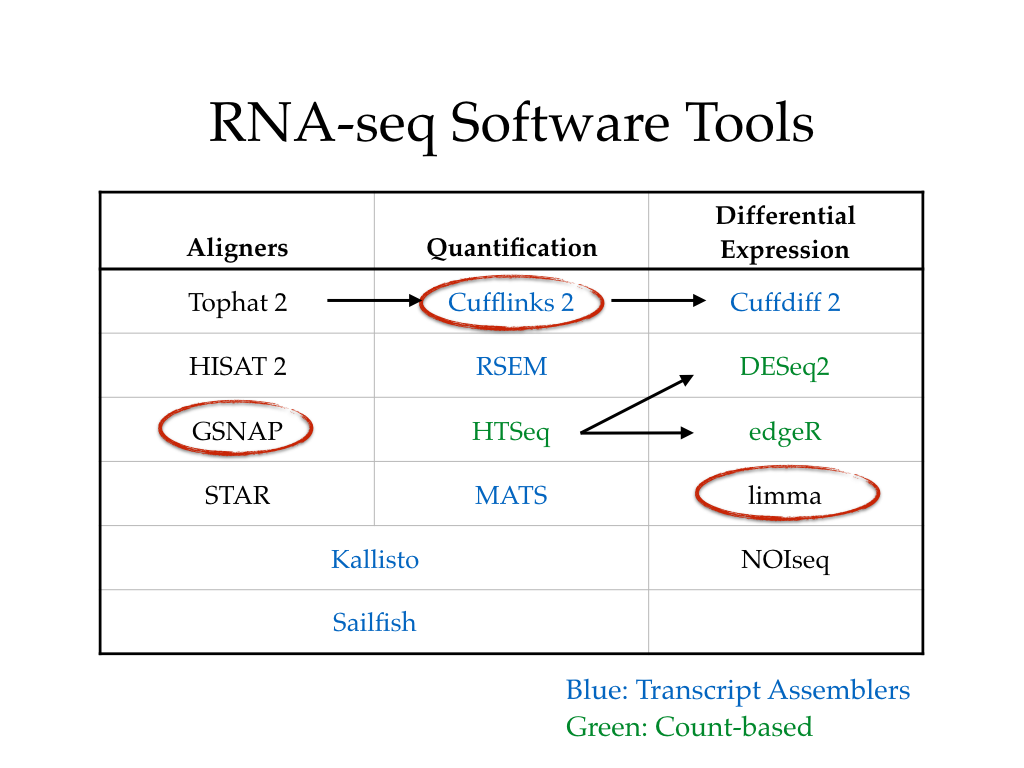 RNA-seq Software Tools
Aligners Quantification Differential Expression
Tophat 2 Cufflinks 2 Cuffdiff 2
HISAT 2 RSEM DESeq2
GSNAP HTSeq edgeR
STAR MATS limma
Kallisto NOIseq
Sailfish
Blue: Transcript Assemblers
Green: Count-based